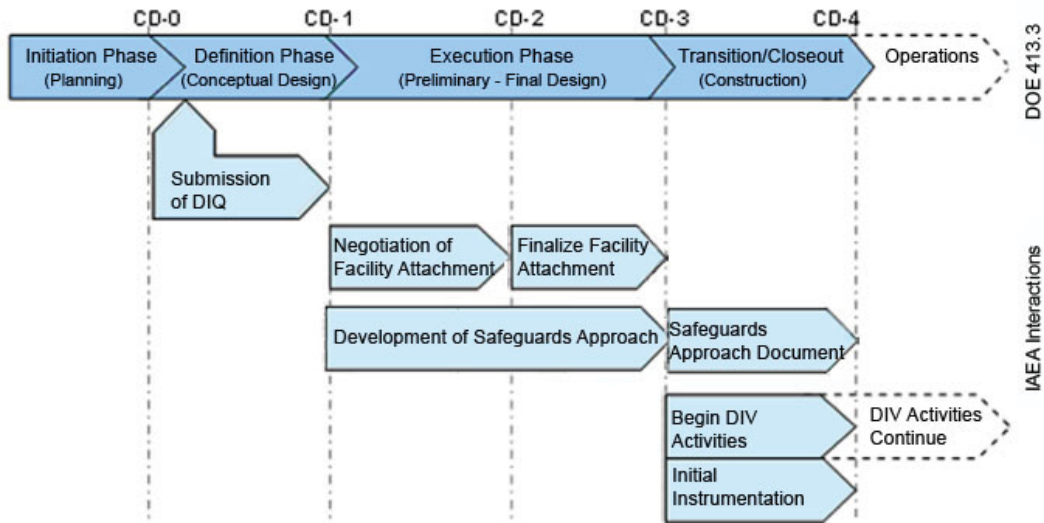 CD-0 CD-1 CD-2 CD-3 CD-4
Initiation Phase
(Planning)
Definition Phase
(Conceptual Design)
Execution Phase
(Preliminary - Final Design)
Transition/Closeout
(Construction)
Operations
DOE 413.3
Submission
of DIQ
Negotiation of
Facility Attachment
Finalize Facility
Attachment
Development of Safeguards Approach
Safeguards
Approach Document
Begin DIV
Activities
DIV Activities
Continue
Initial
Instrumentation
IAEA Interactions